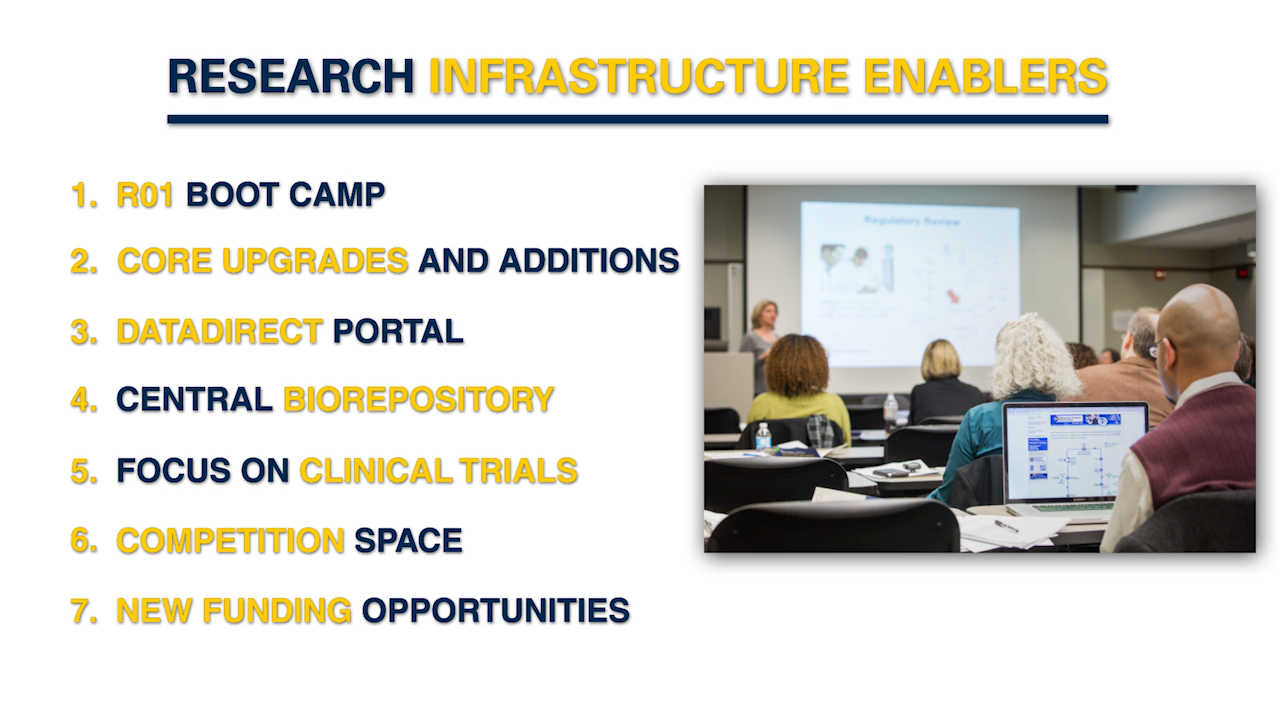 RESEARCH INFRASTRUCTURE ENABLERS
1. R01 BOOT CAMP
2. CORE UPGRADES AND ADDITIONS
3. DATADIRECT PORTAL
4. CENTRAL BIOREPOSITORY
5. FOCUS ON CLINICAL TRIALS
6. COMPETITION SPACE
7. NEW FUNDING OPPORTUNITIES
Regulatory Review